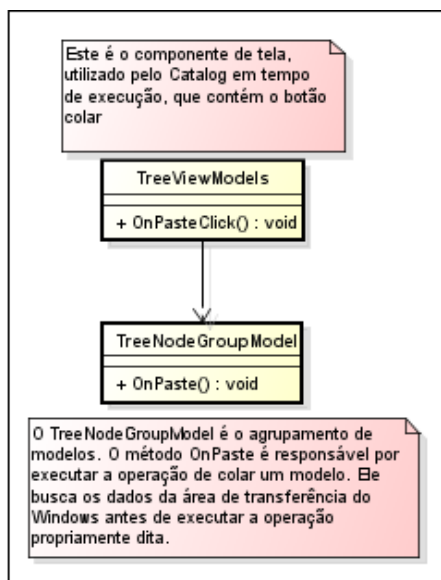 Este é o componente de tela,
utilizado pelo Catalog em tempo
de execução, que contém o botão
colar
TreeViewModels
+ OnPasteClick() : void
TreeNodeGroupModel
+ OnPaste() : void
O TreeNodeGroupModel é o agrupamento de
modelos. O método OnPaste é responsável por
executar a operação de colar um modelo. Ele
busca os dados da área de transferência do
Windows antes de executar a operação
propriamente dita.